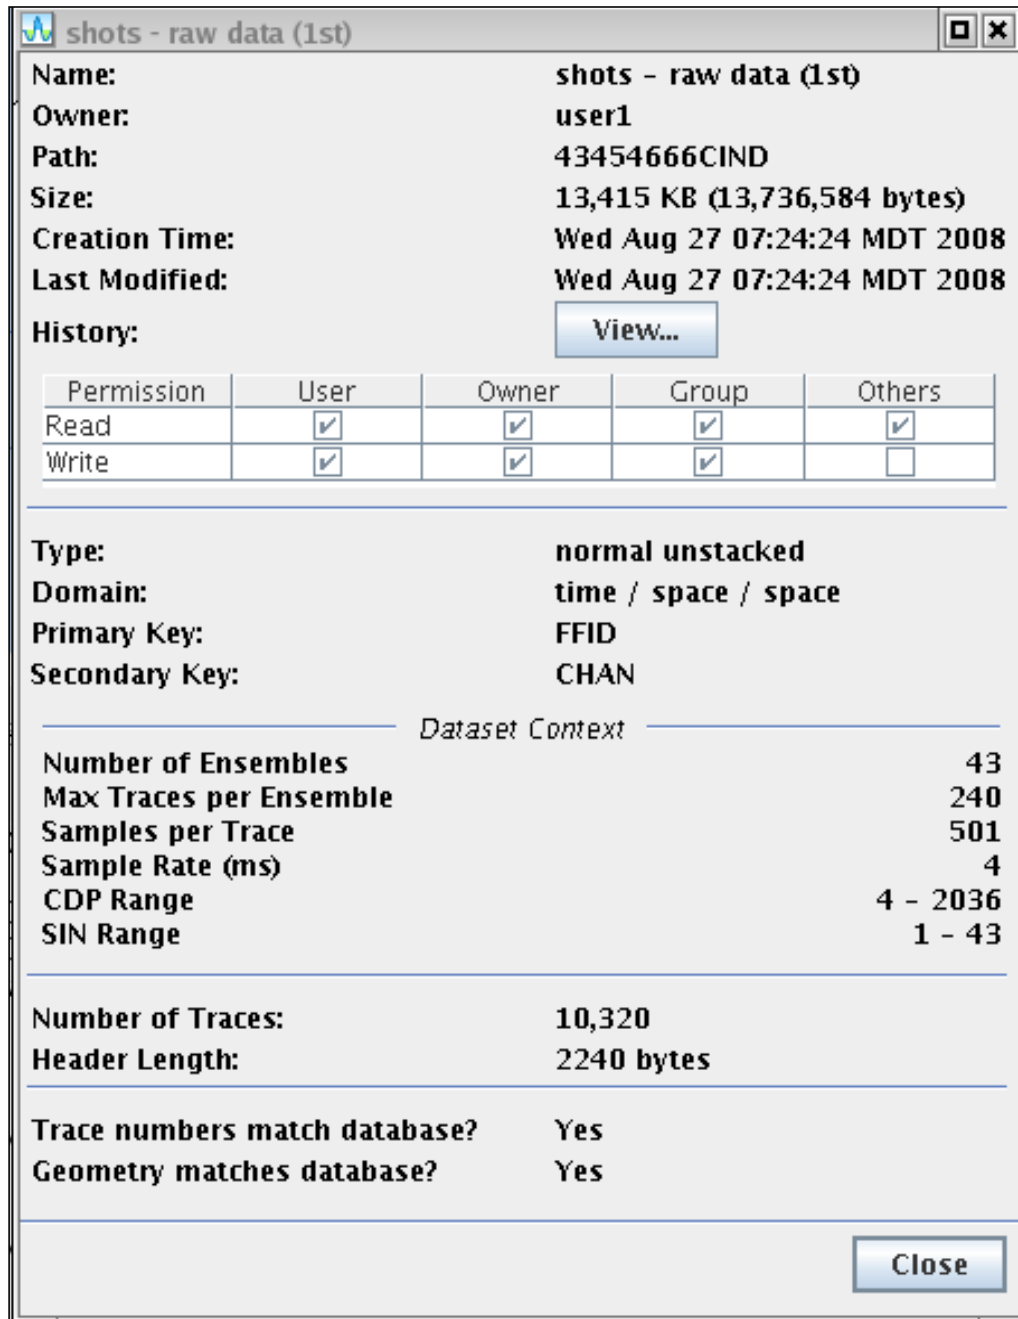 shots - raw data (1st)
Name: shots - raw data (1st)
Owner: user1
Path: 43454666CIND
Size: 13,415 KB (13,736,584 bytes)
Creation Time: Wed Aug 27 07:24:24 MDT 2008
Last Modified: Wed Aug 27 07:24:24 MDT 2008
History: View...
Permission User Owner Group Others
Read
Write
Type: normal unstacked
Domain: time / space / space
Primary Key: FFID
Secondary Key: CHAN
Dataset Context
Number of Ensembles 43
Max Traces per Ensemble 240
Samples per Trace 501
Sample Rate (ms) 4
CDP Range 4 - 2036
SIN Range 1 - 43
Number of Traces: 10,320
Header Length: 2240 bytes
Trace numbers match database? Yes
Geometry matches database? Yes
Close